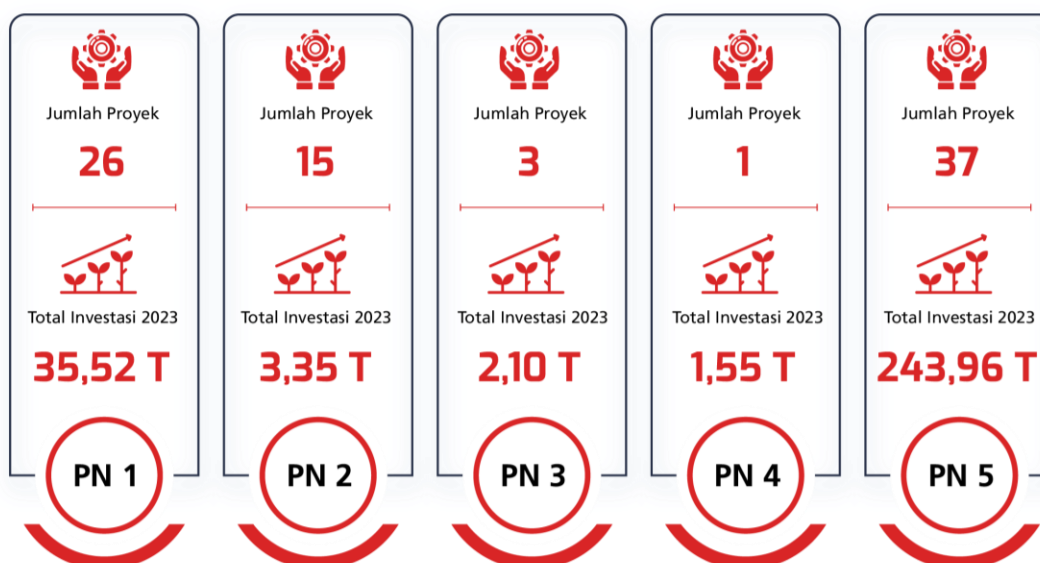 Jumlah Proyek
26
Total Investasi 2023
35,52 T
PN 1
Jumlah Proyek
15
Total Investasi 2023
3,35 T
PN 2
Jumlah Proyek
3
Total Investasi 2023
2,10 T
PN 3
Jumlah Proyek
1
Total Investasi 2023
1,55 T
PN 4
Jumlah Proyek
37
Total Investasi 2023
243,96 T
PN 5